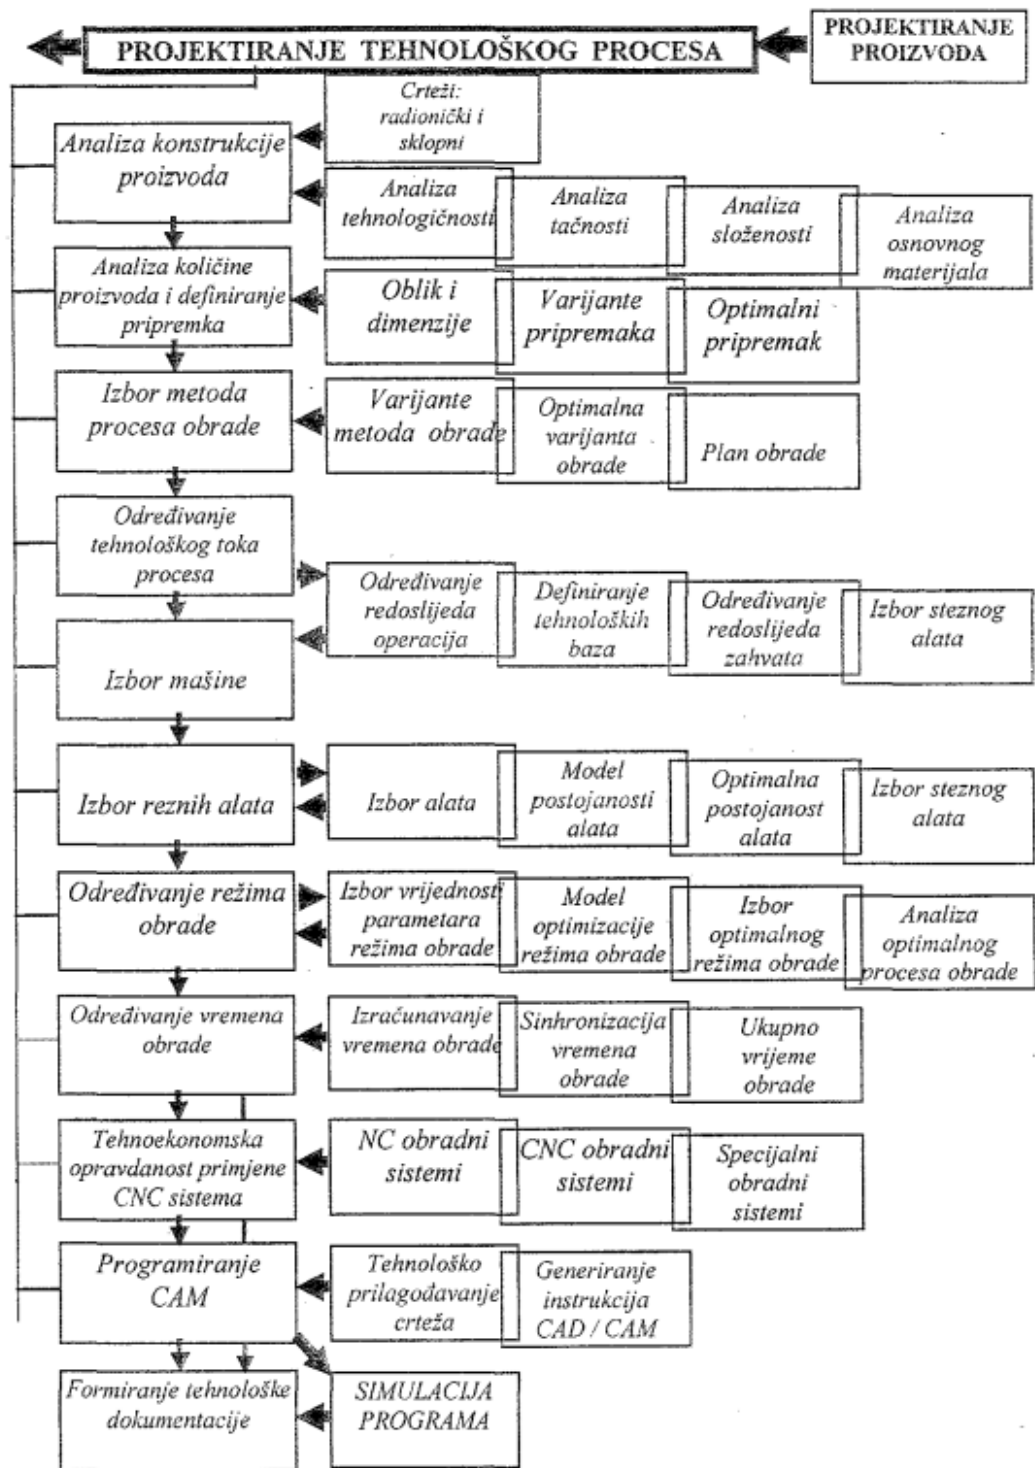 PROJEKTIRANJE TEHNOLOŠKOG PROCESA
PROJEKTIRANJE
PROIZVODA
Crteži:
radionički i
sklopni
Analiza konstrukcije
proizvoda
Analiza
tehnologičnosti
Analiza
tačnosti
Analiza
složenosti
Analiza
osnovnog
materijala
Analiza količine
proizvoda i definiranje
pripremka
Oblik i
dimenzije
Varijante
pripremaka
Optimalni
pripremak
Izbor metoda
procesa obrade
Varijante
metoda obrade
Optimalna
varijanta
obrade
Plan obrade
Određivanje
tehnološkog toka
procesa
Određivanje
redoslijeda
operacija
Definiranje
tehnoloških
baza
Određivanje
redoslijeda
zahvata
Izbor steznog
alata
Izbor mašine
Izbor reznih alata
Izbor alata
Model
postojanosti
alata
Optimalna
postojanost
alata
Izbor steznog
alata
Određivanje režima
obrade
Izbor vrijednosti
parametara
režima obrade
Model
optimizacije
režima obrade
Izbor
optimalnog
režima obrade
Analiza
optimalnog
procesa obrade
Određivanje vremena
obrade
Izračunavanje
vremena obrade
Sinhronizacija
vremena
obrade
Ukupno
vrijeme
obrade
Tehnoekonomska
opravdanost primjene
CNC sistema
NC obradni
sistemi
CNC obradni
sistemi
Specijalni
obradni
sistemi
Programiranje
CAM
Tehnološko
prilagođavanje
crteža
Generiranje
instrukcija
CAD / CAM
Formiranje tehnološke
dokumentacije
SIMULACIJA
PROGRAMA